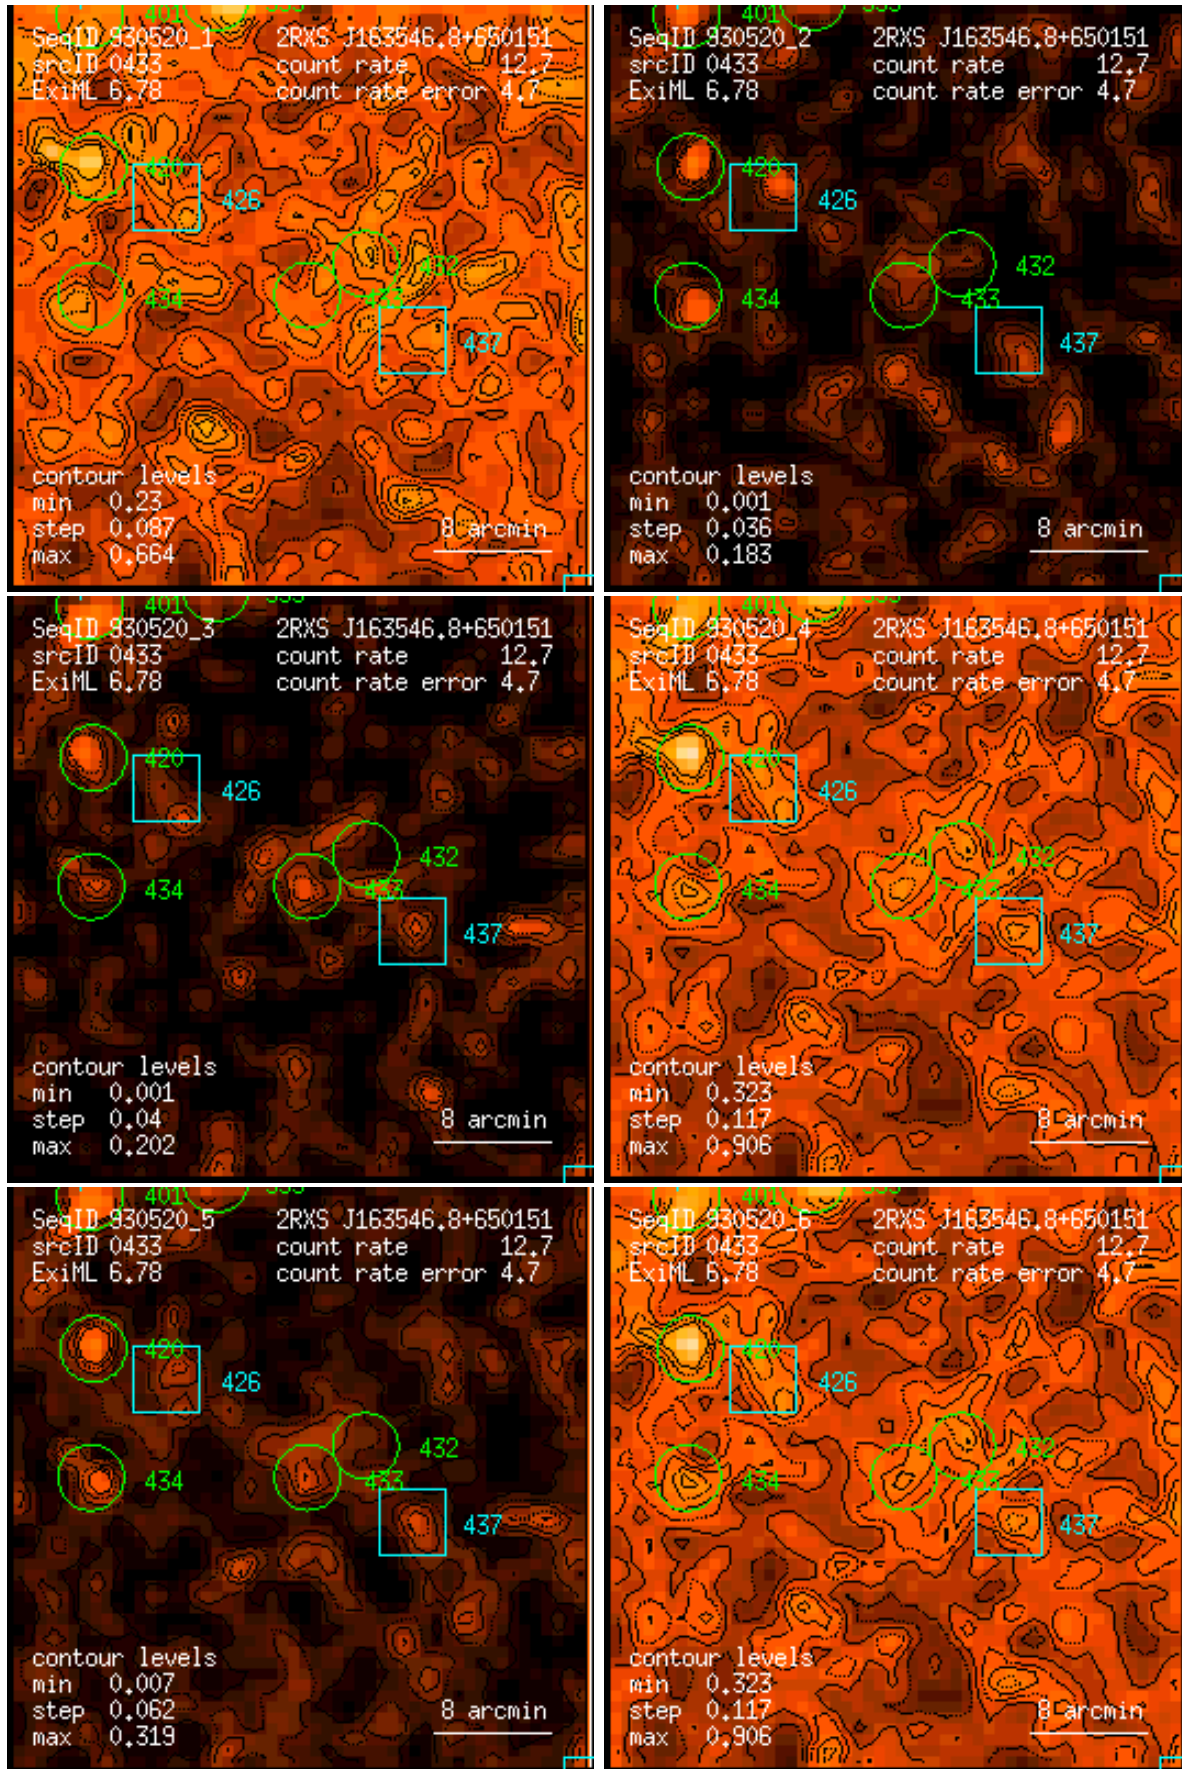 401
SeqID 930520_1 2RXS J163546.8+650151
srcID 0433 count rate 12.7
ExiML 6.78 count rate error 4.7
420
426
432
434 433
437
contour levels
min 0.23
step 0.087
max 0.664
8 arcmin
401
SeqID 930520_2 2RXS J163546.8+650151
srcID 0433 count rate 12.7
ExiML 6.78 count rate error 4.7
420
426
432
434 433
437
contour levels
min 0.001
step 0.036
max 0.183
8 arcmin
401
SeqID 930520_3 2RXS J163546.8+650151
srcID 0433 count rate 12.7
ExiML 6.78 count rate error 4.7
420
426
432
434 433
437
contour levels
min 0.001
step 0.04
max 0.202
8 arcmin
401
SeqID 930520_4 2RXS J163546.8+650151
srcID 0433 count rate 12.7
ExiML 6.78 count rate error 4.7
420
426
432
434 433
437
contour levels
min 0.323
step 0.117
max 0.906
8 arcmin
401
SeqID 930520_5 2RXS J163546.8+650151
srcID 0433 count rate 12.7
ExiML 6.78 count rate error 4.7
420
426
432
434 433
437
contour levels
min 0.007
step 0.062
max 0.319
8 arcmin
401
SeqID 930520_6 2RXS J163546.8+650151
srcID 0433 count rate 12.7
ExiML 6.78 count rate error 4.7
420
426
432
434 433
437
contour levels
min 0.323
step 0.117
max 0.906
8 arcmin